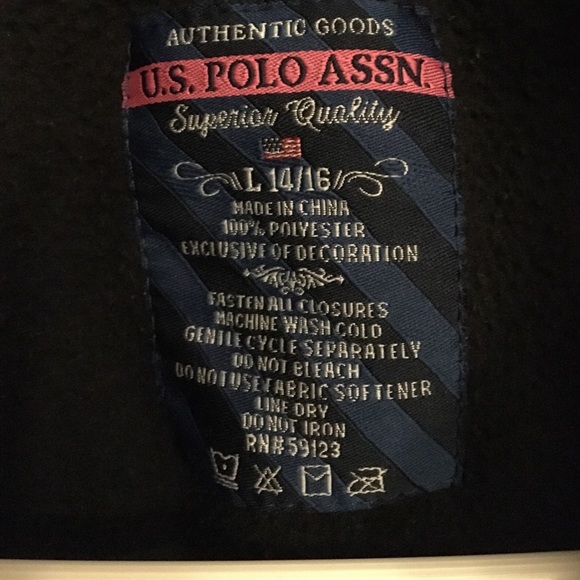 AUTHENTIC GOODS
U.S. POLO ASSN.
Superior Quality
L 14/16
MADE IN CHINA
100% POLYESTER
EXCLUSIVE OF DECORATION
FASTEN ALL CLOSURES
MACHINE WASH COLD
GENTLE CYCLE SEPARATELY
DO NOT BLEACH
DO NOT USE FABRIC SOFTENER
LINE DRY
DO NOT IRON
RN# 59123